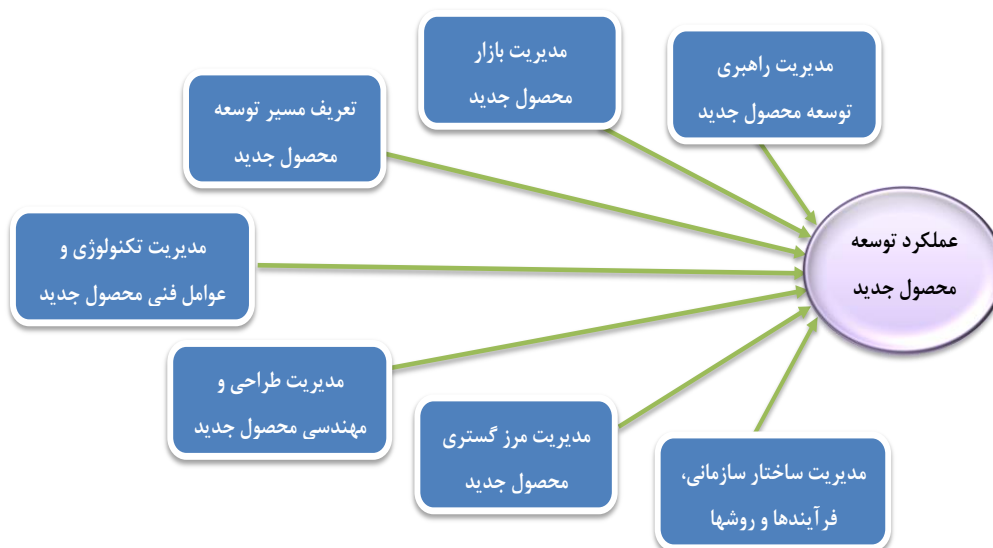 مدیریت راهبری
توسعه محصول جدید
مدیریت بازار
محصول جدید
تعریف مسیر توسعه
محصول جدید
مدیریت تکنولوژی و
عوامل فنی محصول جدید
مدیریت طراحی و
مهندسی محصول جدید
مدیریت مرز گستری
محصول جدید
مدیریت ساختار سازمانی،
فرآیندها و روشها
عملکرد توسعه
محصول جدید